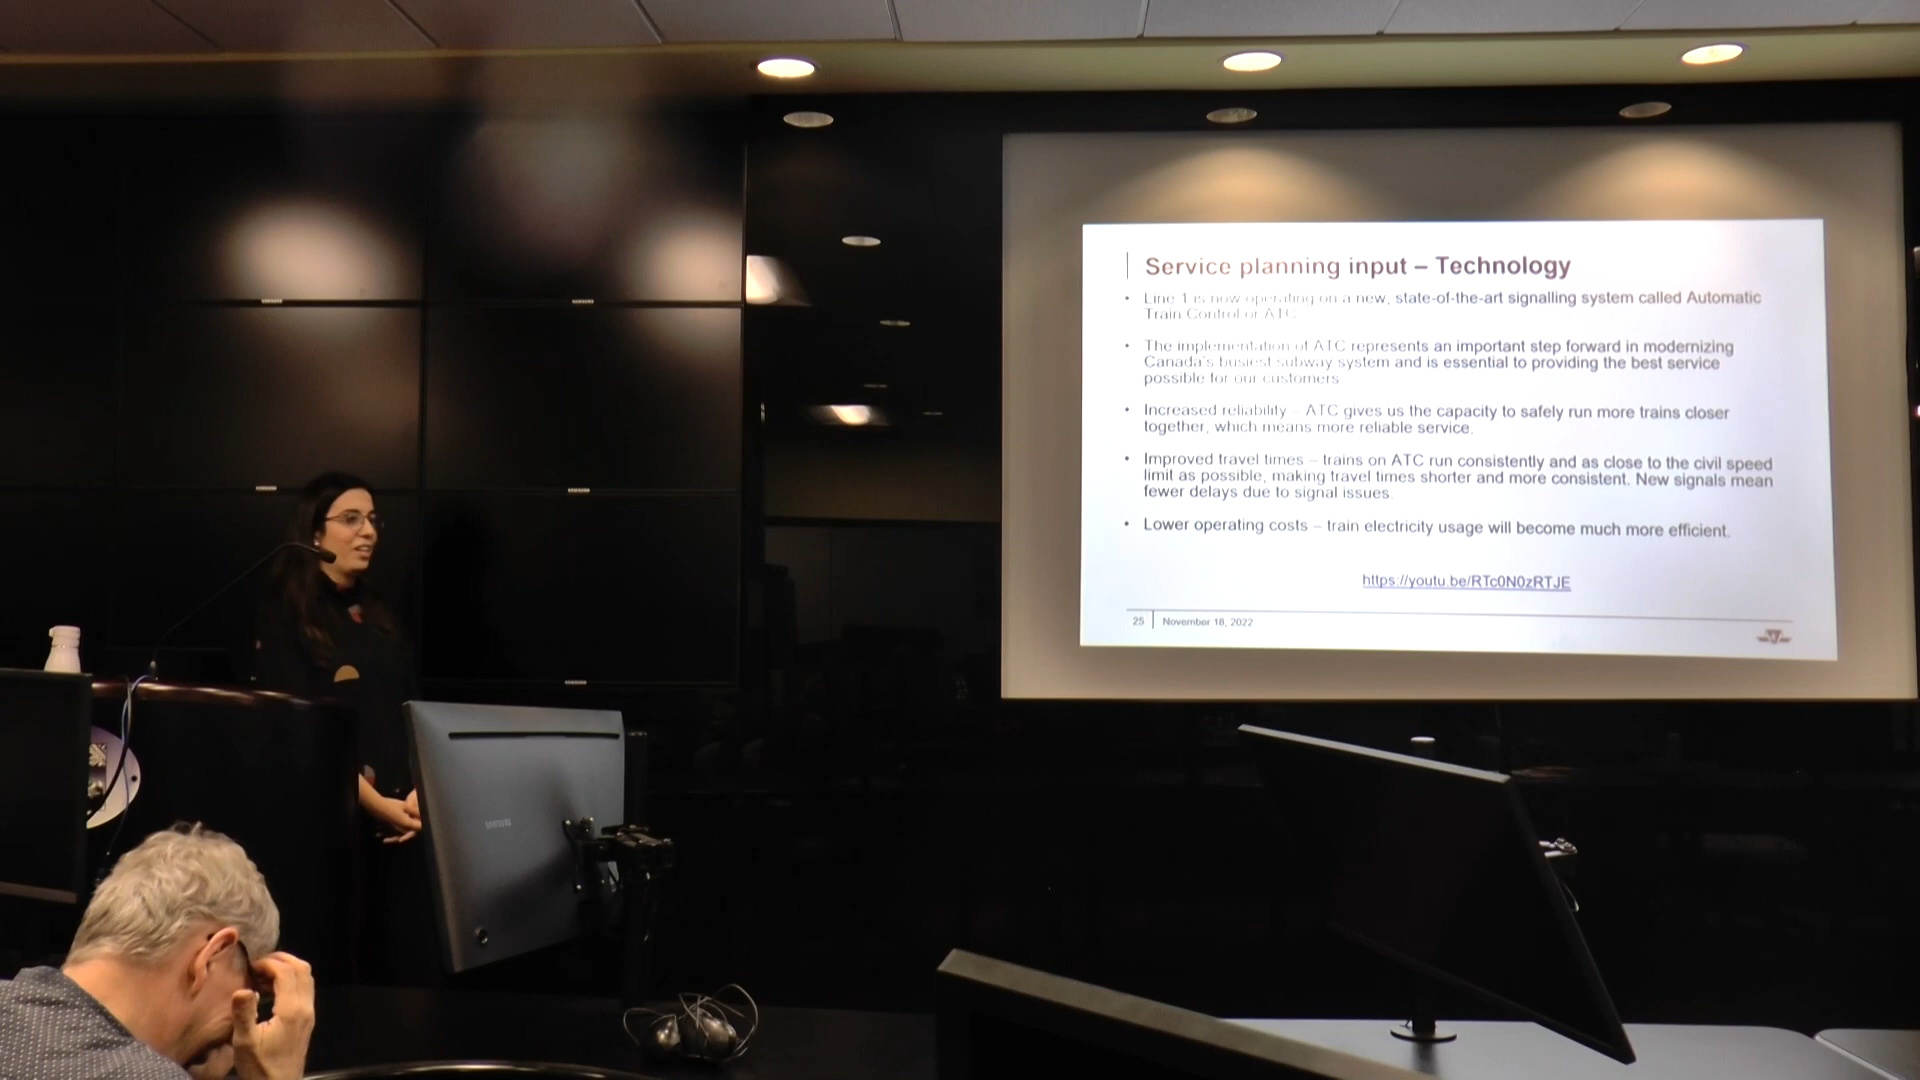 Service planning input – Technology
• Line 1 is now operating on a new, state-of-the-art signalling system called Automatic
Train Control or ATC
• The implementation of ATC represents an important step forward in modernizing
Canada's busiest subway system and is essential to providing the best service
possible for our customers
• Increased reliability – ATC gives us the capacity to safely run more trains closer
together, which means more reliable service.
• Improved travel times – trains on ATC run consistently and as close to the civil speed
limit as possible, making travel times shorter and more consistent. New signals mean
fewer delays due to signal issues.
• Lower operating costs – train electricity usage will become much more efficient.
https://youtu.be/RTc0N0zRTJE
25 November 18, 2022
SAMSUNG